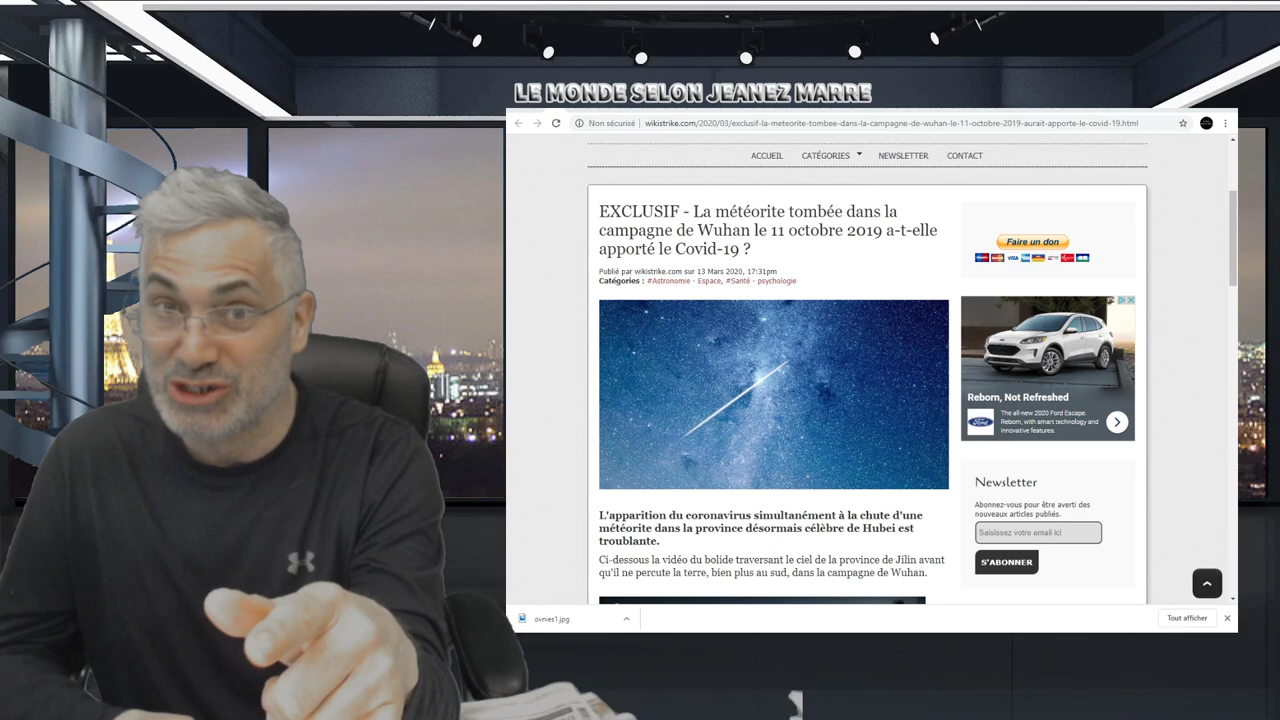 LE MONDE SELON JEANEZ MARRE
Non sécurisé
wikistrike.com/2020/03/exclusif-la-meteorite-tombee-dans-la-campagne-de-wuhan-le-11-octobre-2019-aurait-apporte-le-covid-19.html
ACCUEIL CATÉGORIES NEWSLETTER CONTACT
EXCLUSIF - La météorite tombée dans la
campagne de Wuhan le 11 octobre 2019 a-t-elle
apporté le Covid-19 ?
Publié par wikistrike.com sur 13 Mars 2020, 17:31pm
Catégories : #Astronomie - Espace, #Santé - psychologie
L'apparition du coronavirus simultanément à la chute d'une
météorite dans la province désormais célèbre de Hubei est
troublante.
Ci-dessous la vidéo du bolide traversant le ciel de la province de Jilin avant
qu'il ne percute la terre, bien plus au sud, dans la campagne de Wuhan.
Faire un don
VISA
Reborn, Not Refreshed
Ford
The all-new 2020 Ford Escape.
Reborn, with smart technology and
innovative features.
Newsletter
Abonnez-vous pour être averti des
nouveaux articles publiés.
Saisissez votre email ici
S'ABONNER
ovnies1.jpg
Tout afficher